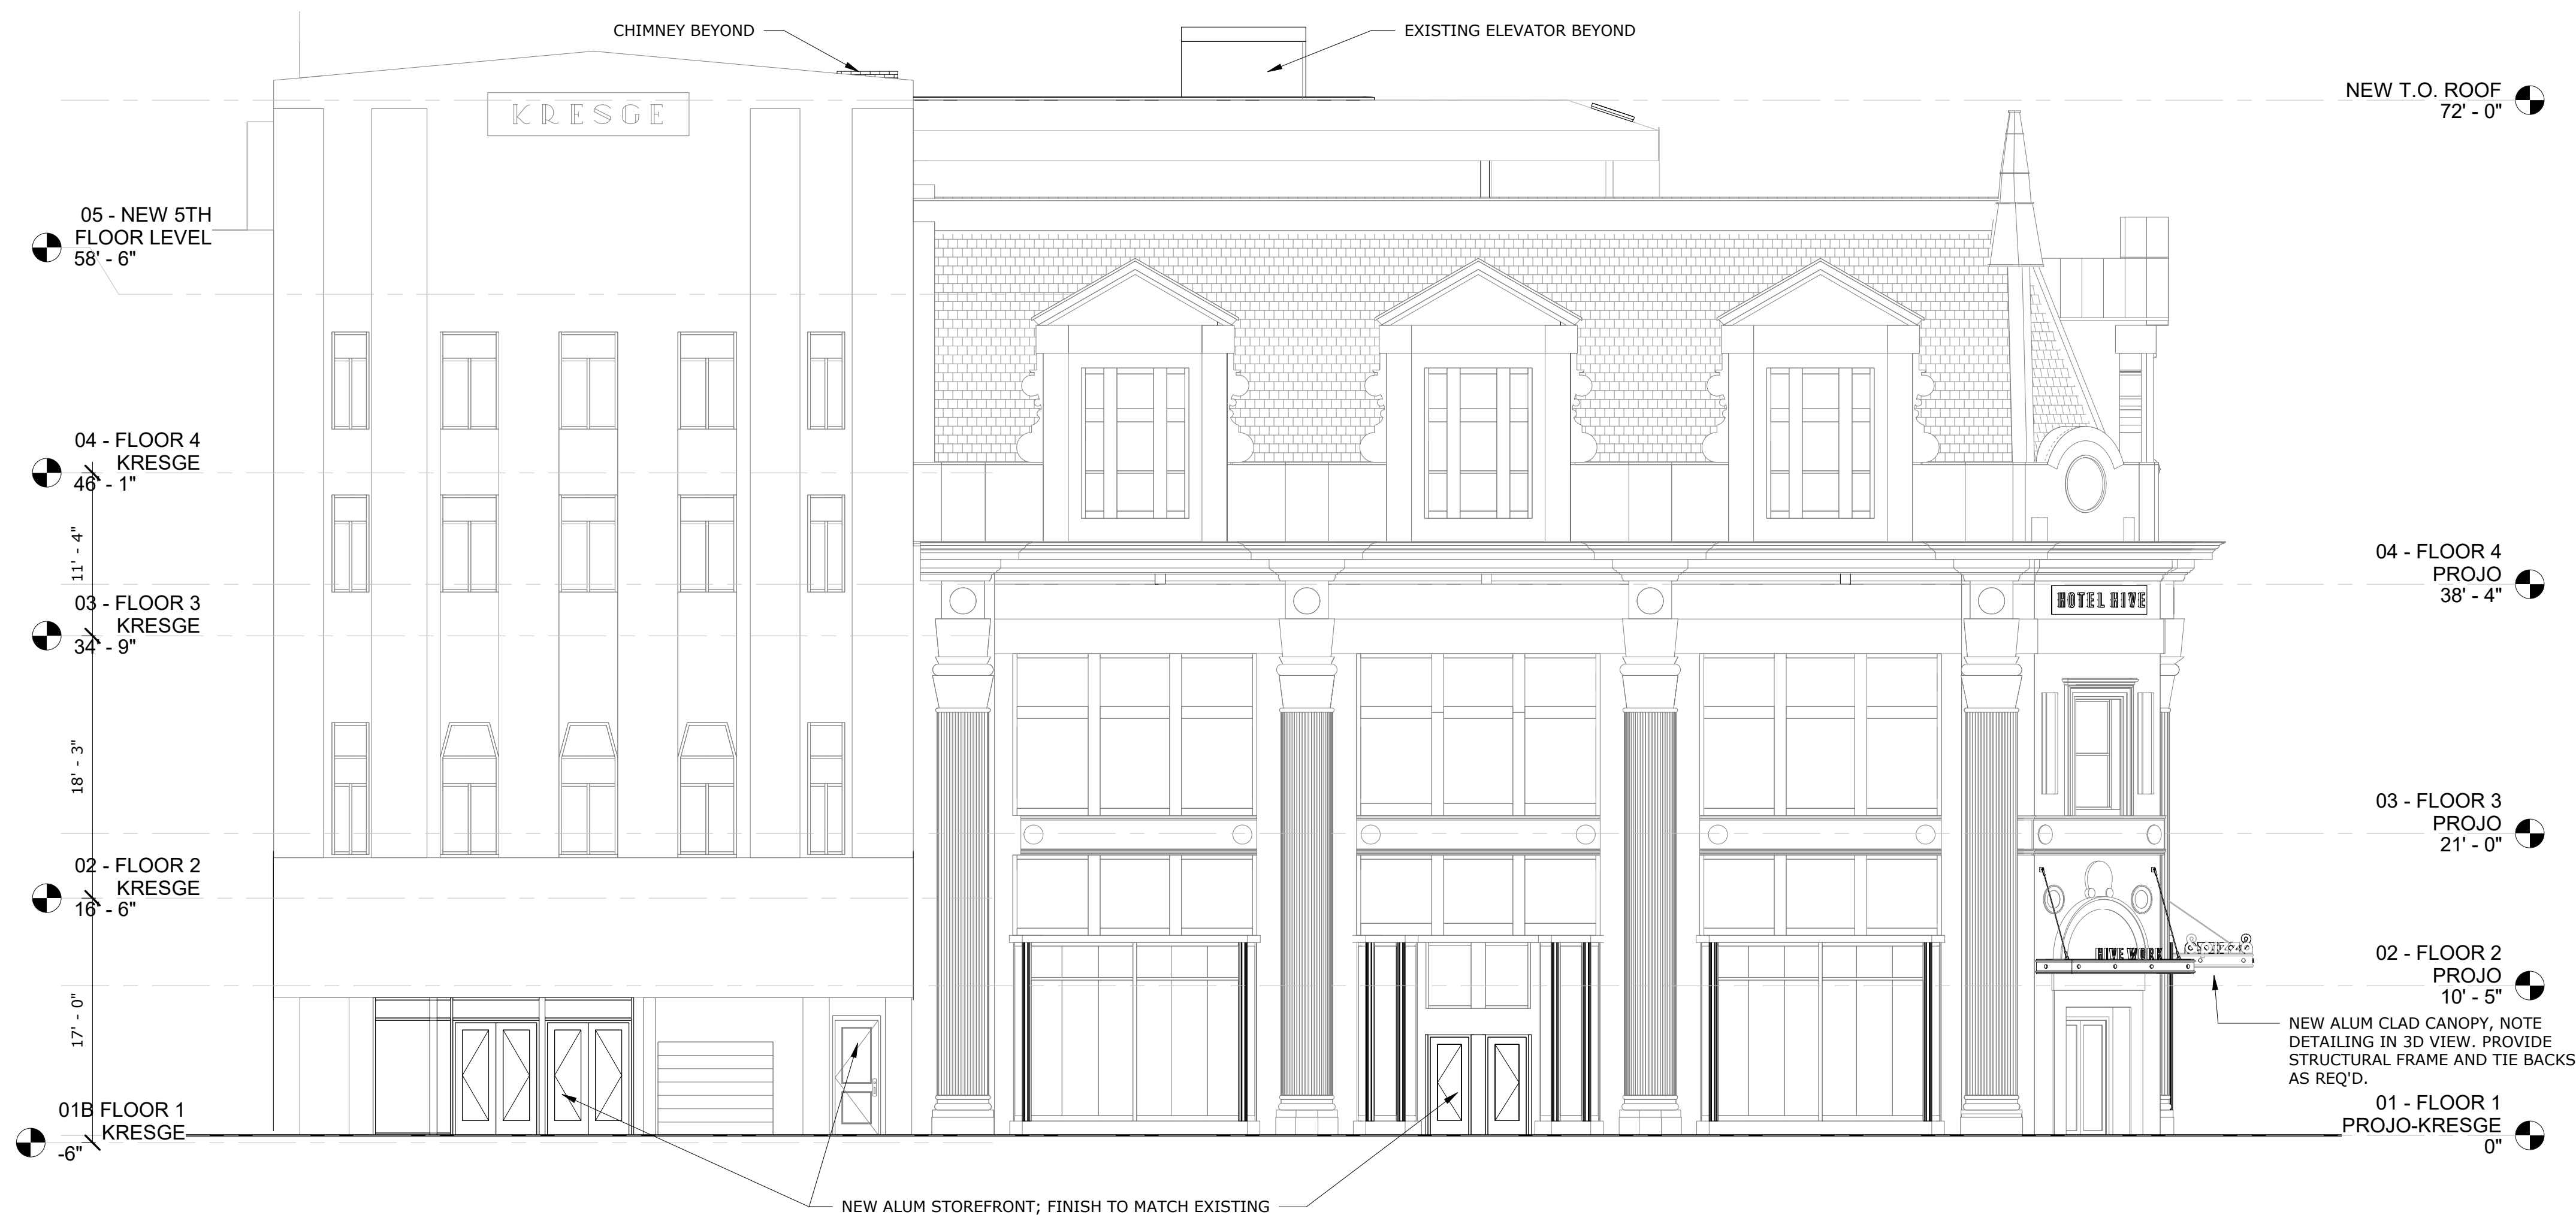 CHIMNEY BEYOND
EXISTING ELEVATOR BEYOND
KRESGE
NEW T.O. ROOF
72' - 0"
05 - NEW 5TH
FLOOR LEVEL
58' - 6"
04 - FLOOR 4
KRESGE
46' - 1"
11' - 4"
03 - FLOOR 3
KRESGE
34' - 9"
18' - 3"
02 - FLOOR 2
KRESGE
16' - 6"
17' - 0"
01B FLOOR 1
KRESGE
-6"
04 - FLOOR 4
PROJO
38' - 4"
HOTEL HIVE
03 - FLOOR 3
PROJO
21' - 0"
HIVE WORK
02 - FLOOR 2
PROJO
10' - 5"
NEW ALUM CLAD CANOPY, NOTE
DETAILING IN 3D VIEW. PROVIDE
STRUCTURAL FRAME AND TIE BACKS
AS REQ'D.
01 - FLOOR 1
PROJO-KRESGE
0"
NEW ALUM STOREFRONT; FINISH TO MATCH EXISTING